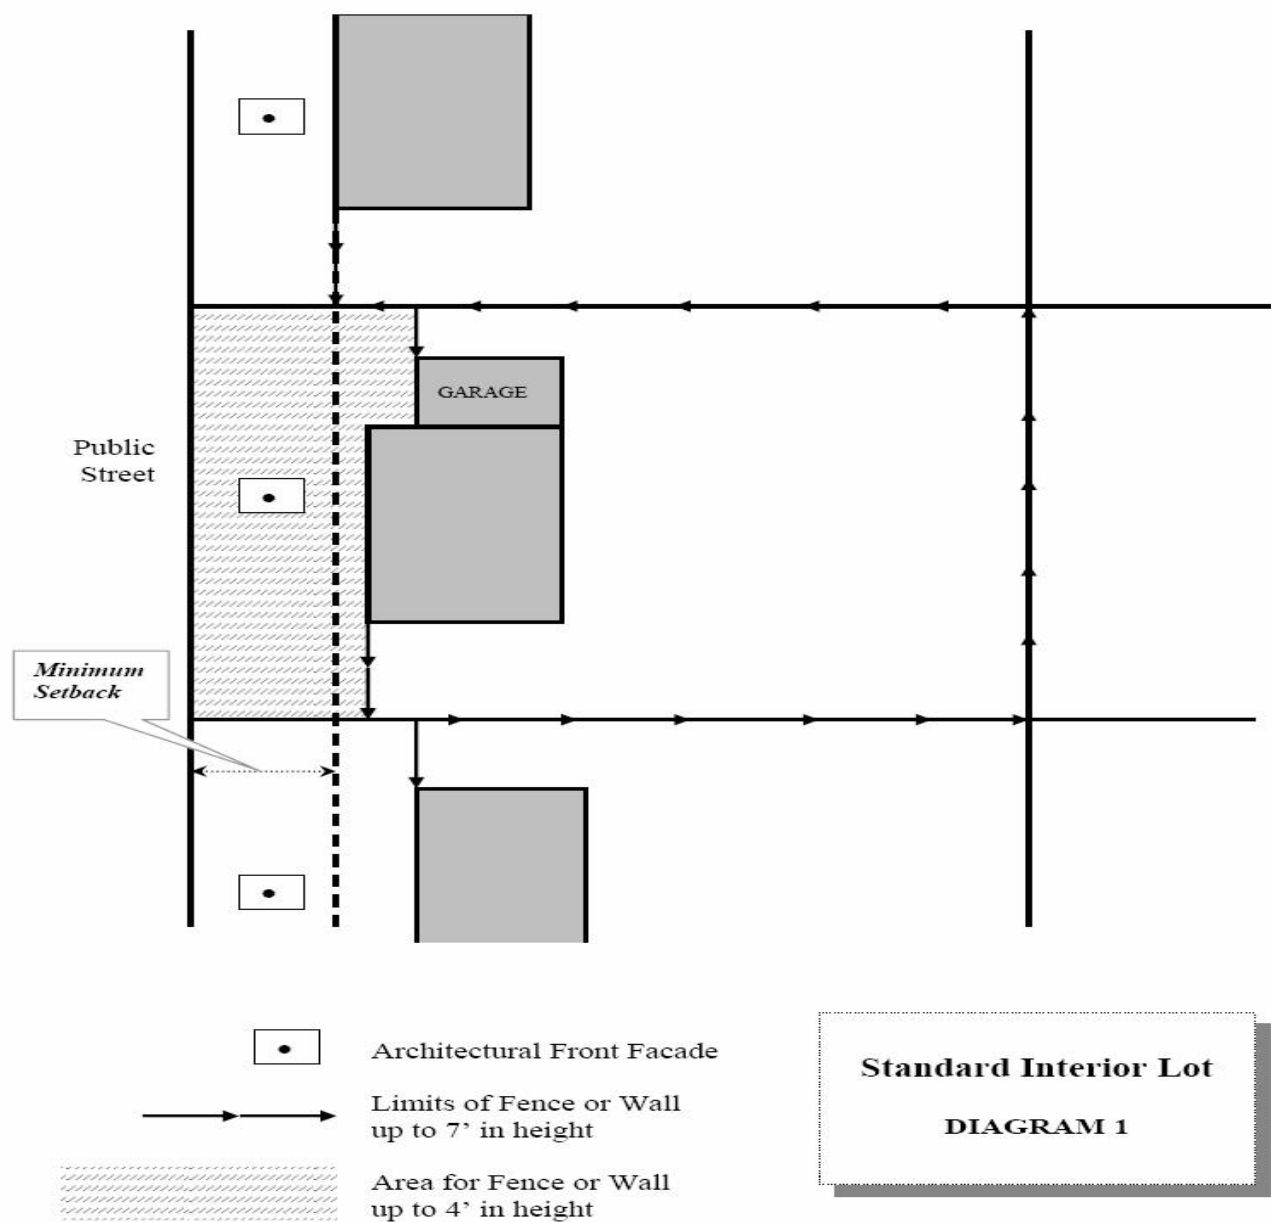 GARAGE
Public
Street
Minimum
Setback
Architectural Front Facade
Limits of Fence or Wall
up to 7’ in height
Area for Fence or Wall
up to 4’ in height
Standard Interior Lot
DIAGRAM 1